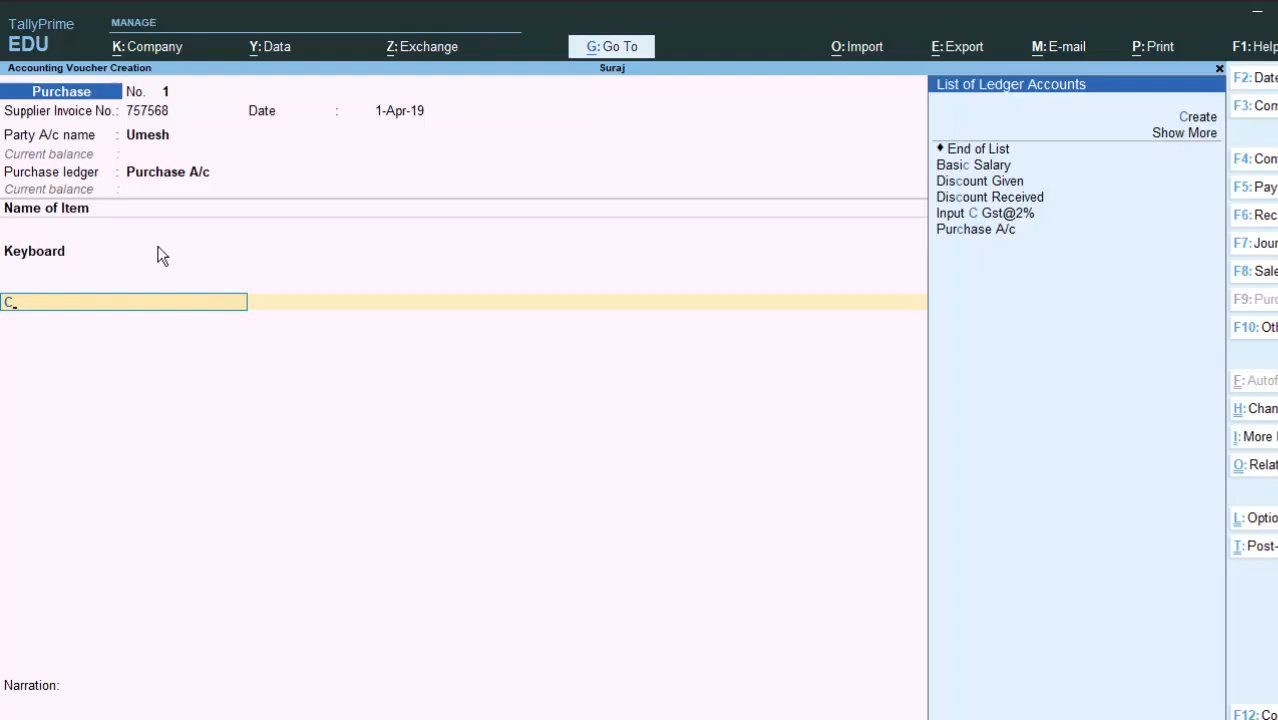 TallyPrime
EDU
MANAGE
K: Company
Y: Data
Z: Exchange
G: Go To
O: Import
E: Export
M: E-mail
P: Print
F1: Help
Accounting Voucher Creation
Suraj
Purchase No. 1
Supplier Invoice No.: 757568 Date : 1-Apr-19
Party A/c name : Umesh
Current balance :
Purchase ledger : Purchase A/c
Current balance :
Name of Item
Keyboard
C
Narration:
List of Ledger Accounts
Create
Show More
♦ End of List
Basic Salary
Discount Given
Discount Received
Input C Gst@2%
Purchase A/c
F2: Date
F3: Com
F4: Con
F5: Pay
F6: Rec
F7: Jour
F8: Sale
F9: Purc
F10: Oth
F: Autof
H: Chan
I: More
O: Relat
L: Optio
T: Post-
F12: Co